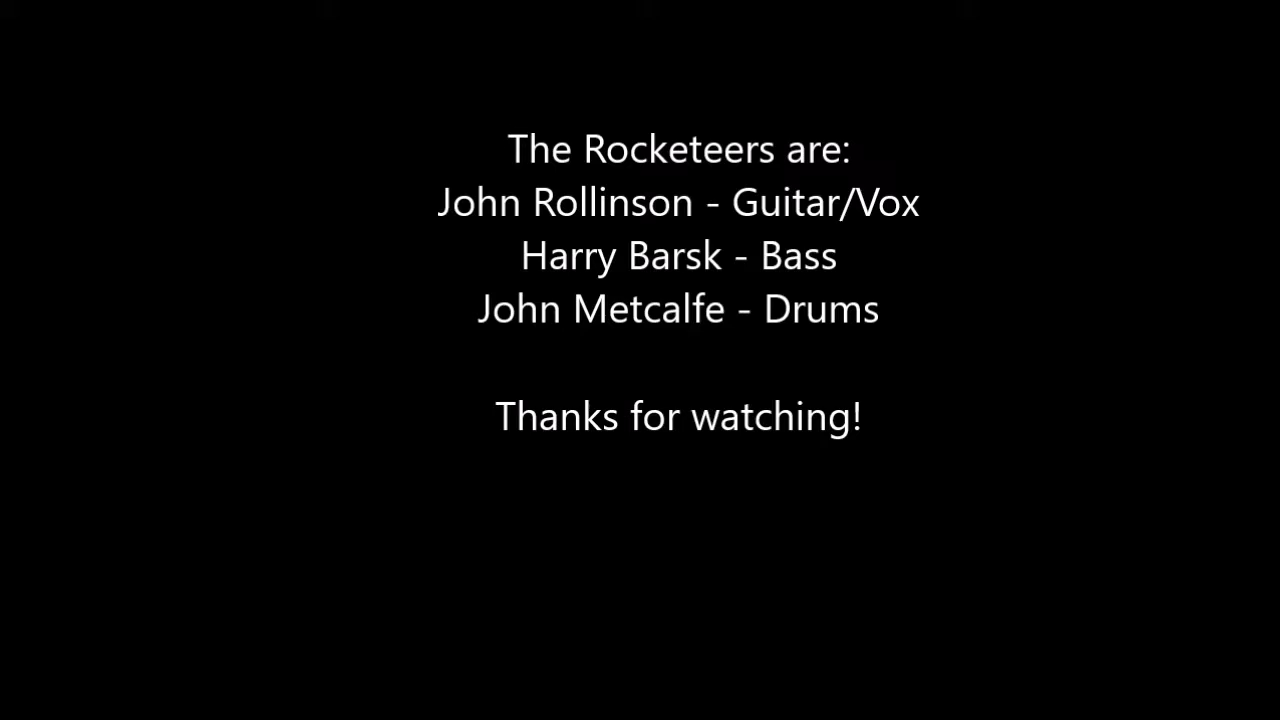 The Rocketeers are:
John Rollinson - Guitar/Vox
Harry Barsk - Bass
John Metcalfe - Drums
Thanks for watching!